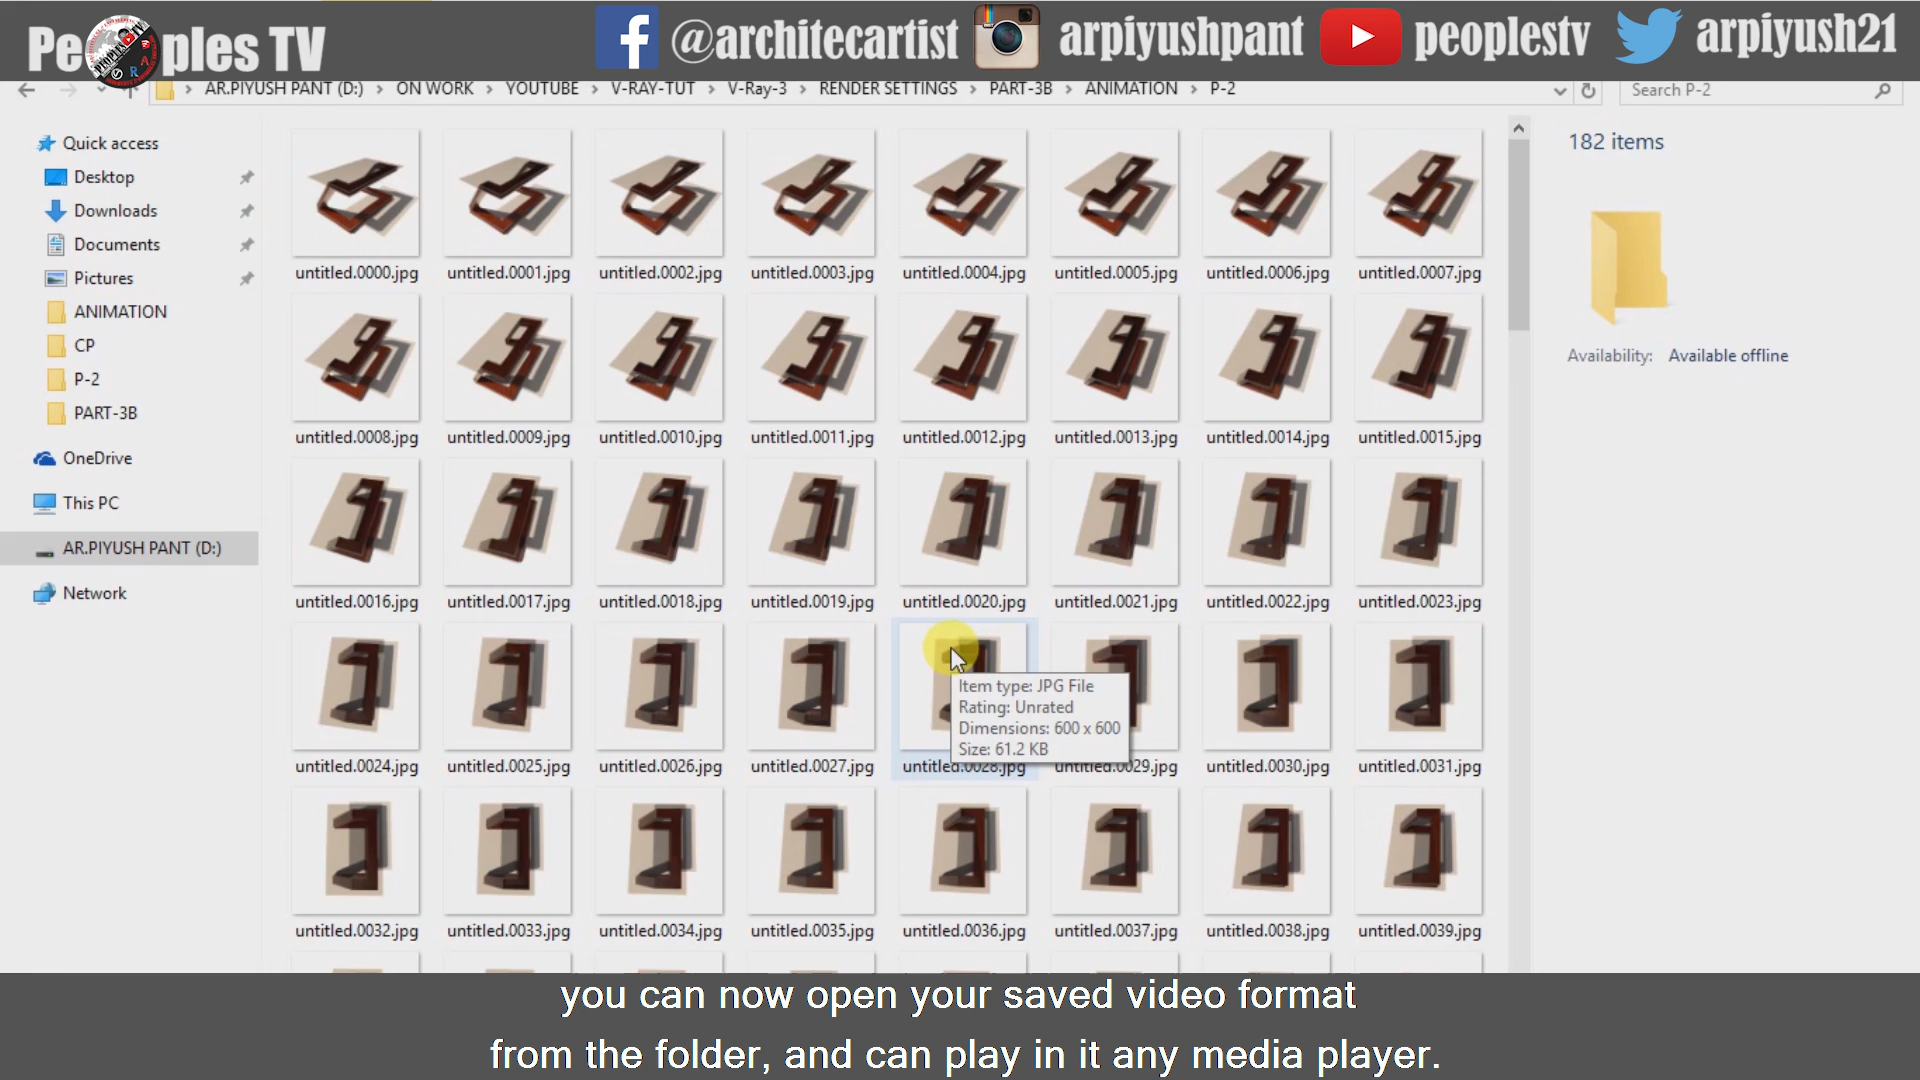 Peoples TV
@architecartist
arpiyushpant
peoplestv
arpiyush21
AR.PIYUSH PANT (D:) > ON WORK > YOUTUBE > V-RAY-TUT > V-Ray-3 > RENDER SETTINGS > PART-3B > ANIMATION > P-2
Search P-2
Quick access
Desktop
Downloads
Documents
Pictures
ANIMATION
CP
P-2
PART-3B
OneDrive
This PC
AR.PIYUSH PANT (D:)
Network
untitled.0000.jpg untitled.0001.jpg untitled.0002.jpg untitled.0003.jpg untitled.0004.jpg untitled.0005.jpg untitled.0006.jpg untitled.0007.jpg
untitled.0008.jpg untitled.0009.jpg untitled.0010.jpg untitled.0011.jpg untitled.0012.jpg untitled.0013.jpg untitled.0014.jpg untitled.0015.jpg
untitled.0016.jpg untitled.0017.jpg untitled.0018.jpg untitled.0019.jpg untitled.0020.jpg untitled.0021.jpg untitled.0022.jpg untitled.0023.jpg
Item type: JPG File
Rating: Unrated
Dimensions: 600 x 600
Size: 61.2 KB
untitled.0024.jpg untitled.0025.jpg untitled.0026.jpg untitled.0027.jpg untitled.0028.jpg untitled.0029.jpg untitled.0030.jpg untitled.0031.jpg
untitled.0032.jpg untitled.0033.jpg untitled.0034.jpg untitled.0035.jpg untitled.0036.jpg untitled.0037.jpg untitled.0038.jpg untitled.0039.jpg
182 items
Availability: Available offline
you can now open your saved video format
from the folder, and can play in it any media player.